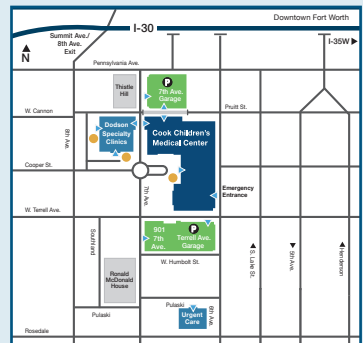 Downtown Fort Worth
I-30
Summit Ave./
8th Ave.
Exit
I-35W
N
Pennsylvania Ave.
Thistle
Hill
P
7th Ave.
Garage
W. Cannon
Pruitt St.
8th Ave.
Dodson
Specialty
Clinics
Cook Children's
Medical Center
Cooper St.
7th Ave.
Emergency
Entrance
W. Terrell Ave.
Southland
901
7th
Ave.
P
Terrell Ave.
Garage
S. Lake St.
5th Ave.
Henderson
W. Humbolt St.
Ronald
McDonald
House
Pulaski
Pulaski
6th Ave.
Urgent
Care
Rosedale